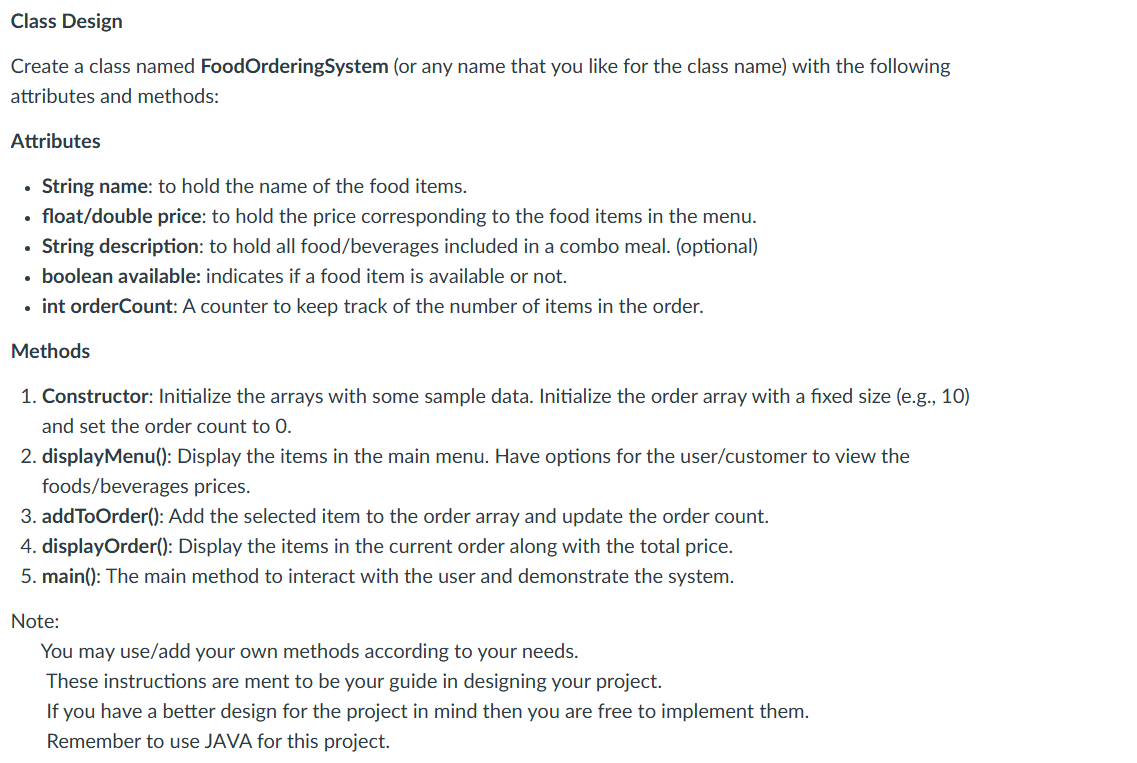 Class Design
Create a class named FoodOrderingSystem (or any name that you like for the class name) with the following
attributes and methods:
Attributes
• String name: to hold the name of the food items.
• float/double price: to hold the price corresponding to the food items in the menu.
• String description: to hold all food/beverages included in a combo meal. (optional)
• boolean available: indicates if a food item is available or not.
• int orderCount: A counter to keep track of the number of items in the order.
Methods
1. Constructor: Initialize the arrays with some sample data. Initialize the order array with a fixed size (e.g., 10)
and set the order count to 0.
2. displayMenu(): Display the items in the main menu. Have options for the user/customer to view the
foods/beverages prices.
3. addToOrder(): Add the selected item to the order array and update the order count.
4. displayOrder(): Display the items in the current order along with the total price.
5. main(): The main method to interact with the user and demonstrate the system.
Note:
You may use/add your own methods according to your needs.
These instructions are ment to be your guide in designing your project.
If you have a better design for the project in mind then you are free to implement them.
Remember to use JAVA for this project.